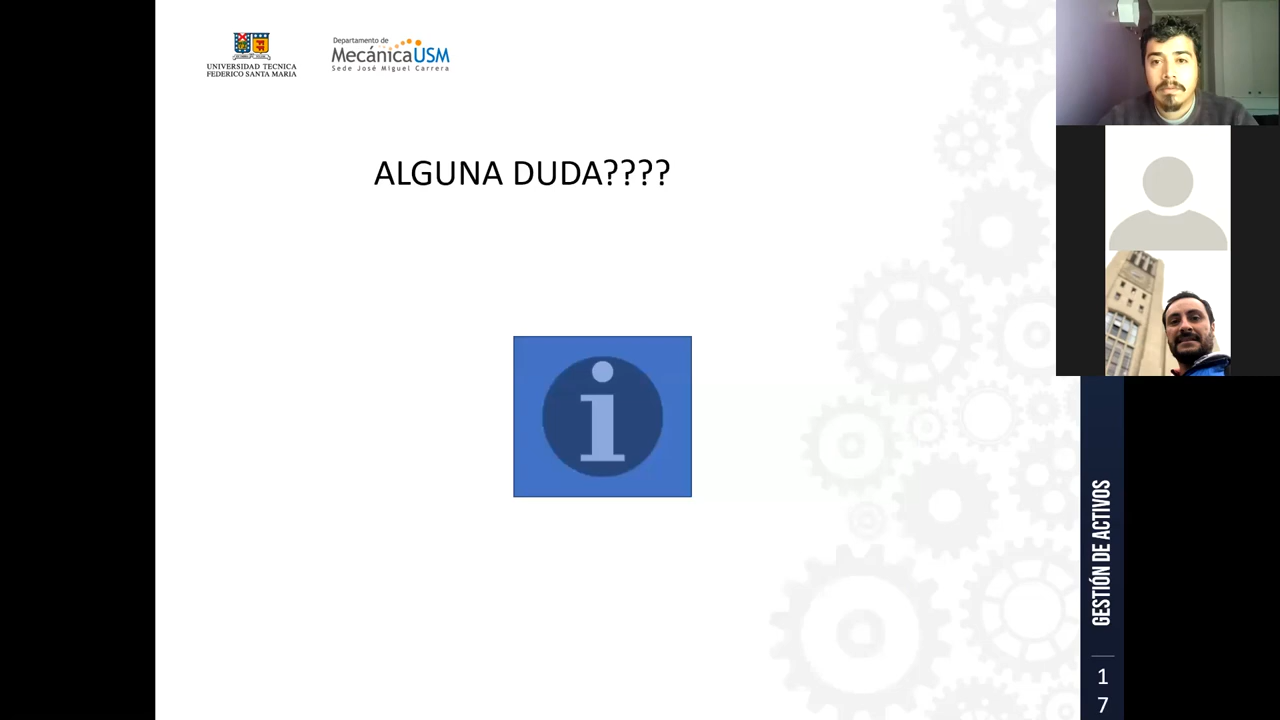 UNIVERSIDAD TECNICA
FEDERICO SANTA MARIA
Departamento de
MecánicaUSM
Sede José Miguel Carrera
ALGUNA DUDA????
i
GESTIÓN DE ACTIVOS
1
7